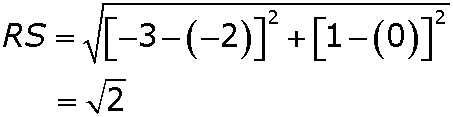 RS = √[−3−(−2)]² + [1−(0)]²
= √2